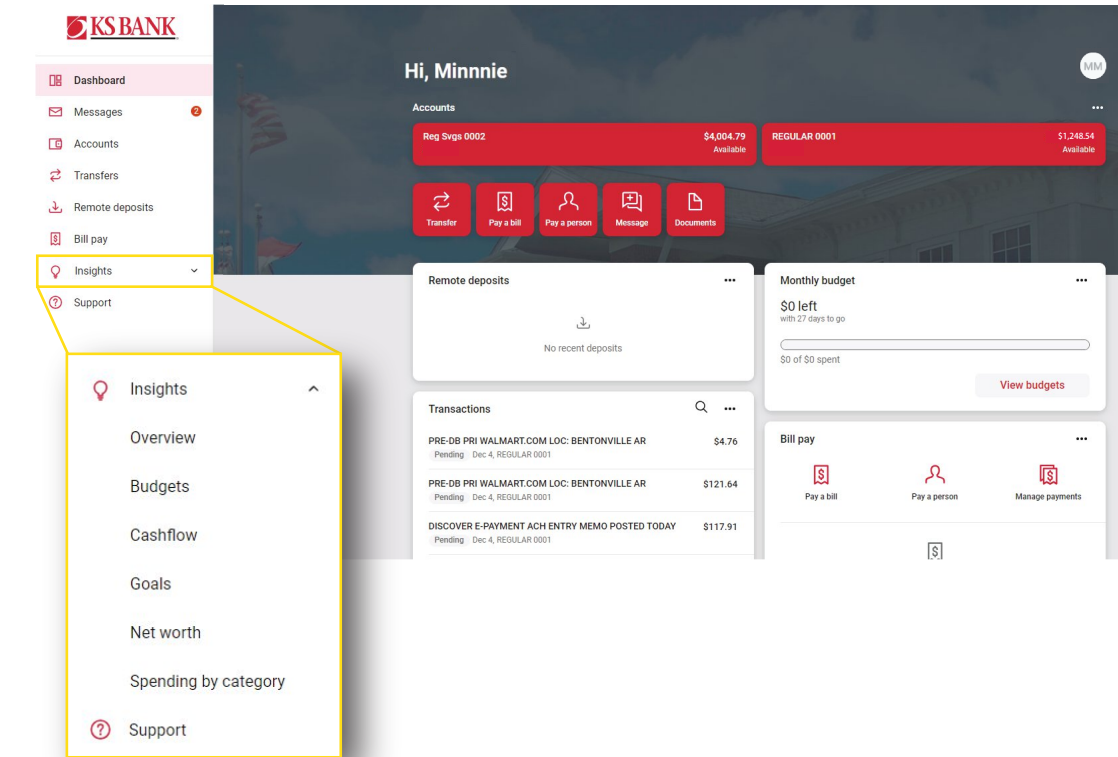 KS BANK
Dashboard
Messages 2
Accounts
Transfers
Remote deposits
Bill pay
Insights
Support
Insights
Overview
Budgets
Cashflow
Goals
Net worth
Spending by category
Support
Hi, Minnnie
MM
Accounts
Reg Svgs 0002 $4,004.79
Available
REGULAR 0001 $1,248.54
Available
Transfer
Pay a bill
Pay a person
Message
Documents
Remote deposits
No recent deposits
Transactions
PRE-DB PRI WALMART.COM LOC: BENTONVILLE AR $4.76
Pending Dec 4, REGULAR 0001
PRE-DB PRI WALMART.COM LOC: BENTONVILLE AR $121.64
Pending Dec 4, REGULAR 0001
DISCOVER E-PAYMENT ACH ENTRY MEMO POSTED TODAY $117.91
Pending Dec 4, REGULAR 0001
Monthly budget
$0 left
with 27 days to go
$0 of $0 spent
View budgets
Bill pay
Pay a bill
Pay a person
Manage payments